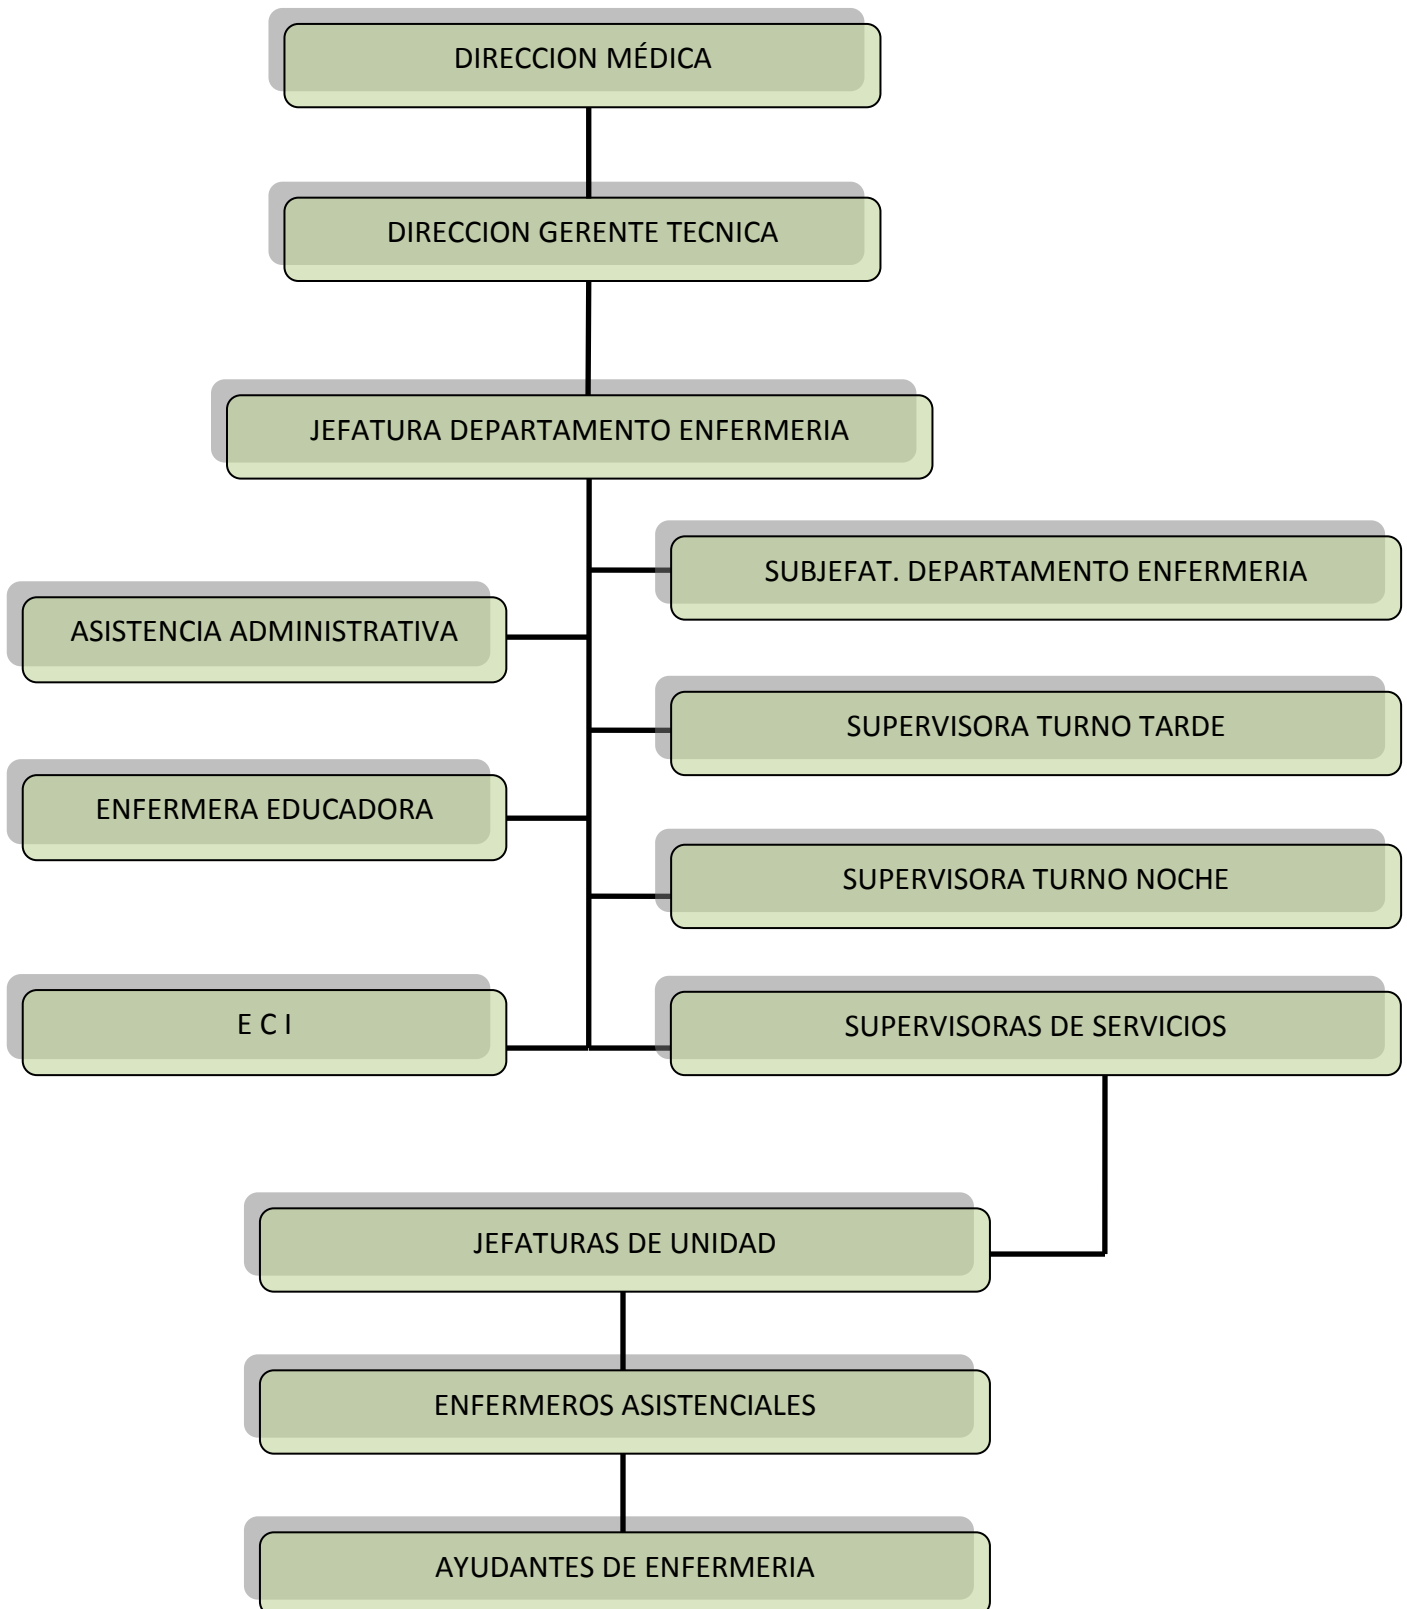 DIRECCION MÉDICA
DIRECCION GERENTE TECNICA
JEFATURA DEPARTAMENTO ENFERMERIA
SUBJEFAT. DEPARTAMENTO ENFERMERIA
ASISTENCIA ADMINISTRATIVA
SUPERVISORA TURNO TARDE
ENFERMERA EDUCADORA
SUPERVISORA TURNO NOCHE
E C I
SUPERVISORAS DE SERVICIOS
JEFATURAS DE UNIDAD
ENFERMEROS ASISTENCIALES
AYUDANTES DE ENFERMERIA